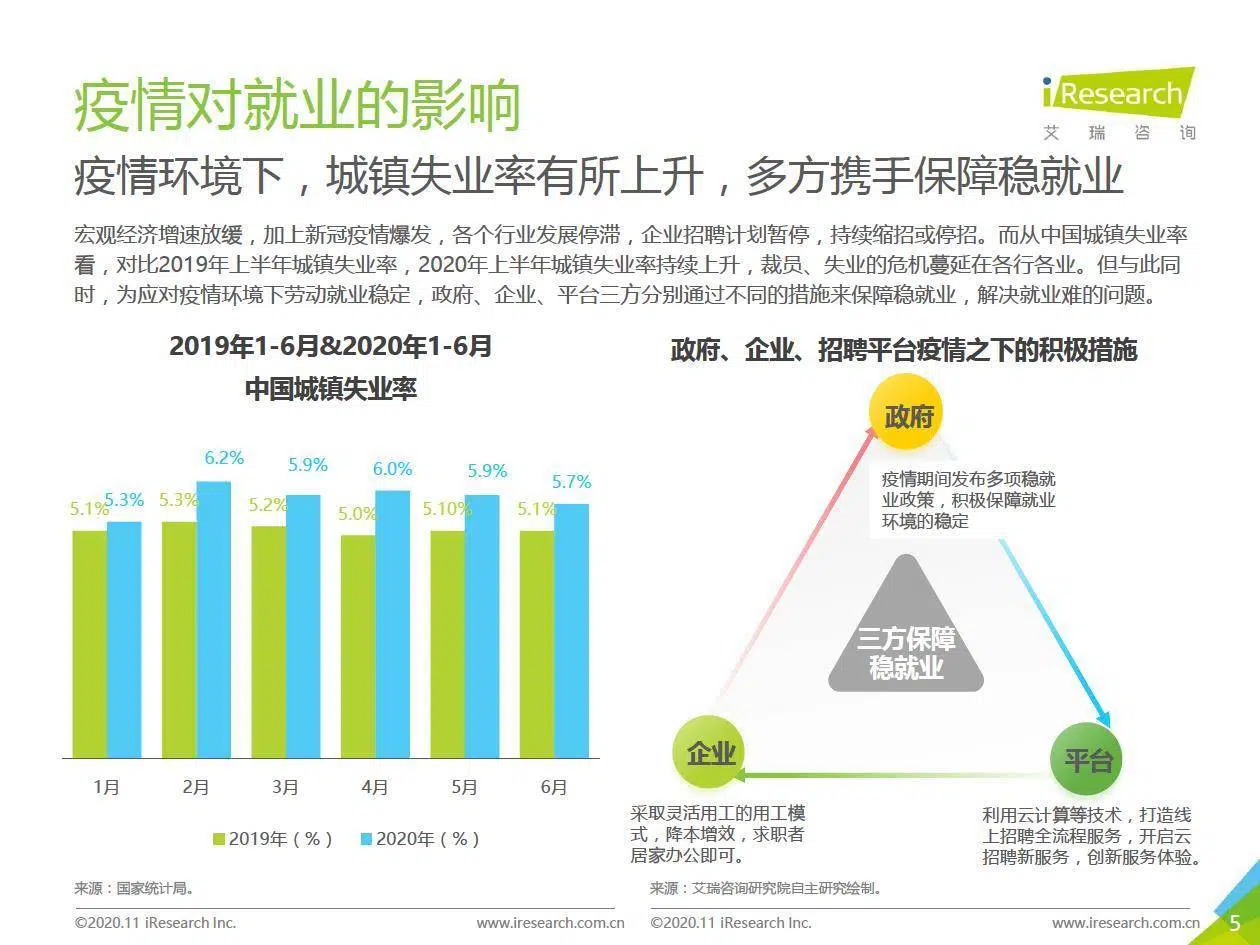 疫情对就业的影响
iResearch
艾瑞咨询
疫情环境下，城镇失业率有所上升，多方携手保障稳就业
宏观经济增速放缓，加上新冠疫情爆发，各个行业发展停滞，企业招聘计划暂停，持续缩招或停招。而从中国城镇失业率
看，对比2019年上半年城镇失业率，2020年上半年城镇失业率持续上升，裁员、失业的危机蔓延在各行各业。但与此同
时，为应对疫情环境下劳动就业稳定，政府、企业、平台三方分别通过不同的措施来保障稳就业，解决就业难的问题。
2019年1-6月&2020年1-6月
中国城镇失业率
5.1% 5.3% 5.3% 6.2% 5.2% 5.9% 5.0% 6.0% 5.10% 5.9% 5.1% 5.7%
1月 2月 3月 4月 5月 6月
2019年（%） 2020年（%）
来源：国家统计局。
©2020.11 iResearch Inc. www.iresearch.com.cn
政府、企业、招聘平台疫情之下的积极措施
政府
疫情期间发布多项稳就
业政策，积极保障就业
环境的稳定
三方保障
稳就业
企业
采取灵活用工的用工模
式，降本增效，求职者
居家办公即可。
平台
利用云计算等技术，打造线
上招聘全流程服务，开启云
招聘新服务，创新服务体验。
来源：艾瑞咨询研究院自主研究绘制。
©2020.11 iResearch Inc. www.iresearch.com.cn
5